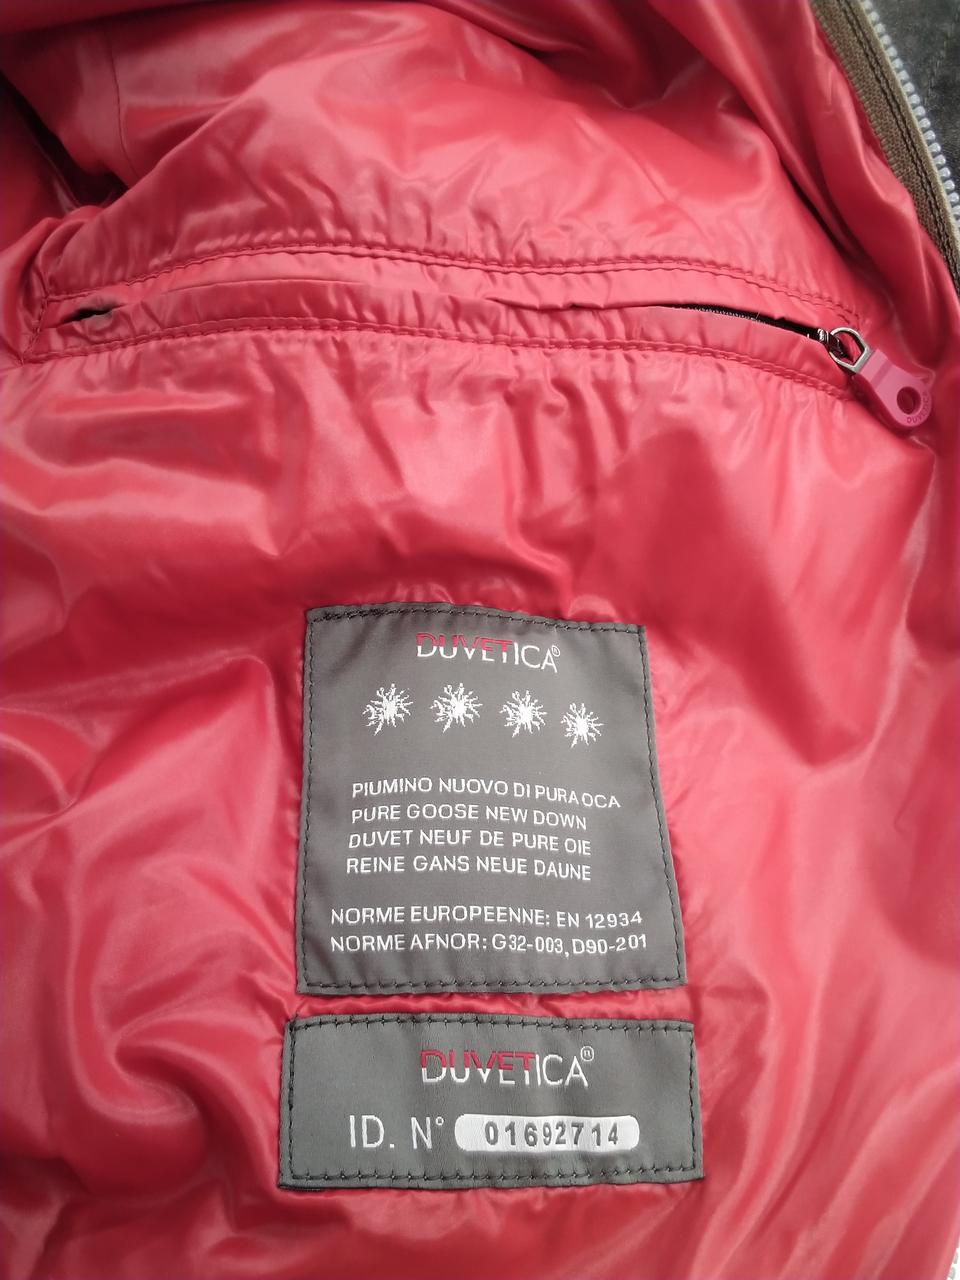 DUVETICA
DUVETICA®
PIUMINO NUOVO DI PURA OCA
PURE GOOSE NEW DOWN
DUVET NEUF DE PURE OIE
REINE GANS NEUE DAUNE
NORME EUROPEENNE: EN 12934
NORME AFNOR: G32-003, D90-201
DUVETICA®
ID. N° 01692714